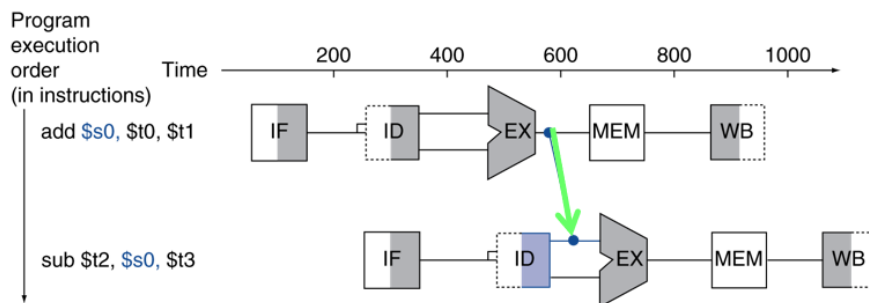 Program
execution
order
(in instructions)
Time
200 400 600 800 1000
add $s0, $t0, $t1
IF ID EX MEM WB
sub $t2, $s0, $t3
IF ID EX MEM WB